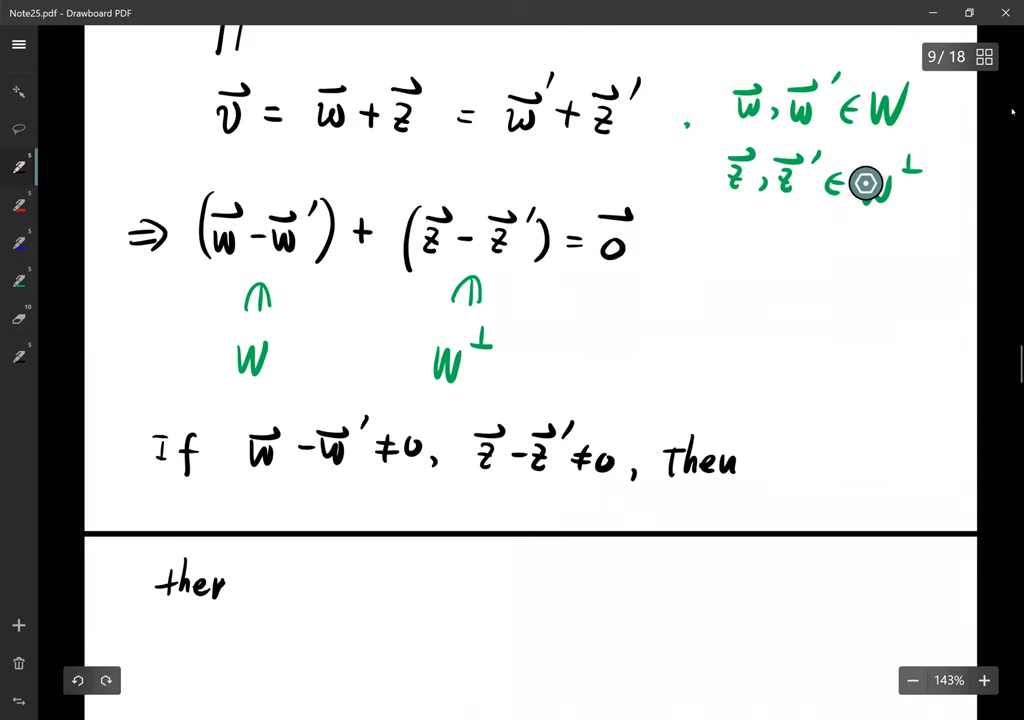 Note25.pdf - Drawboard PDF
9 / 18
v⃗ = w⃗ + z⃗ = w⃗′ + z⃗′ . w⃗, w⃗′ ∈ W
z⃗, z⃗′ ∈ W⊥
⇒ (w⃗ - w⃗′) + (z⃗ - z⃗′) = 0⃗
W W⊥
If w⃗ - w⃗′ ≠ 0, z⃗ - z⃗′ ≠ 0, Then
ther
143%